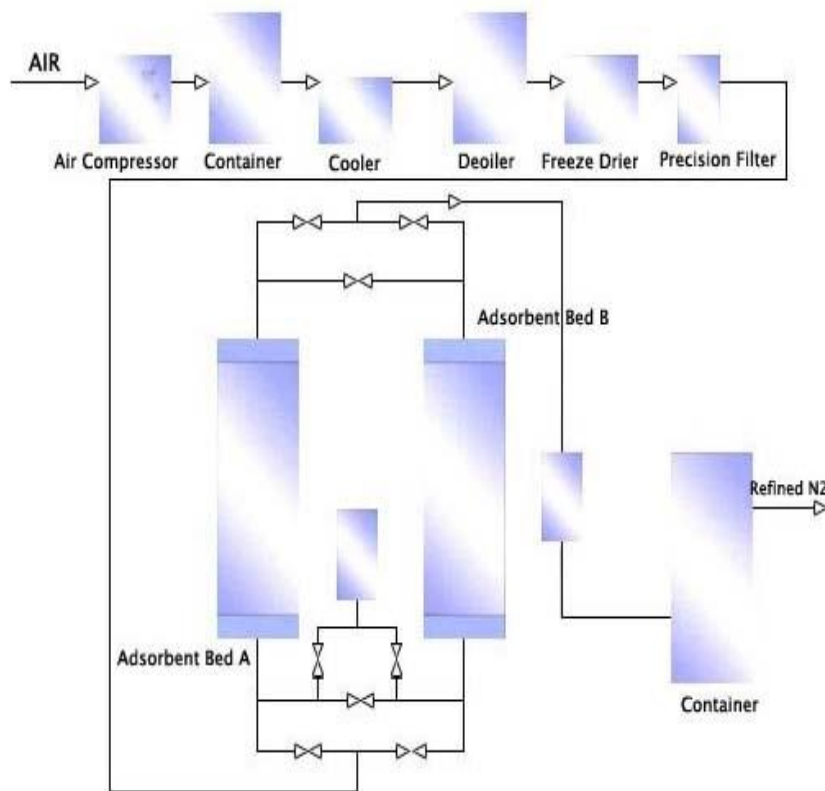 AIR
Air Compressor
Container
Cooler
Deoiler
Freeze Drier
Precision Filter
Adsorbent Bed B
Refined N2
Adsorbent Bed A
Container